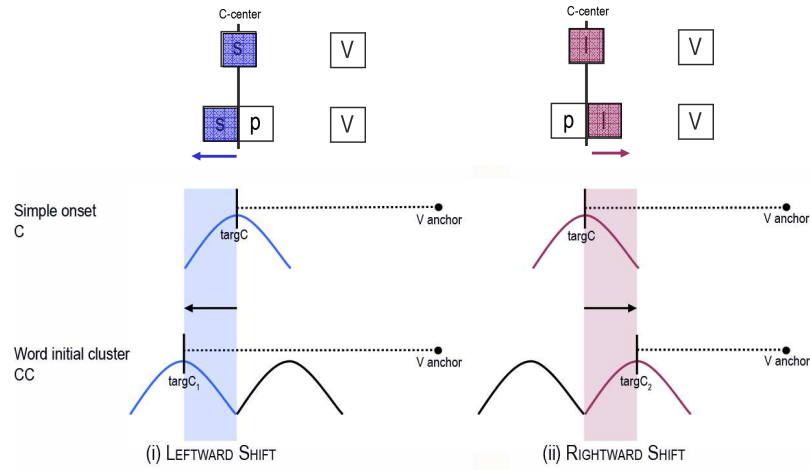 C-center
s V
s p V
C-center
l V
p l V
Simple onset
C
targC
V anchor
targC
V anchor
Word initial cluster
CC
targC₁
V anchor
targC₂
V anchor
(i) LEFTWARD SHIFT
(ii) RIGHTWARD SHIFT